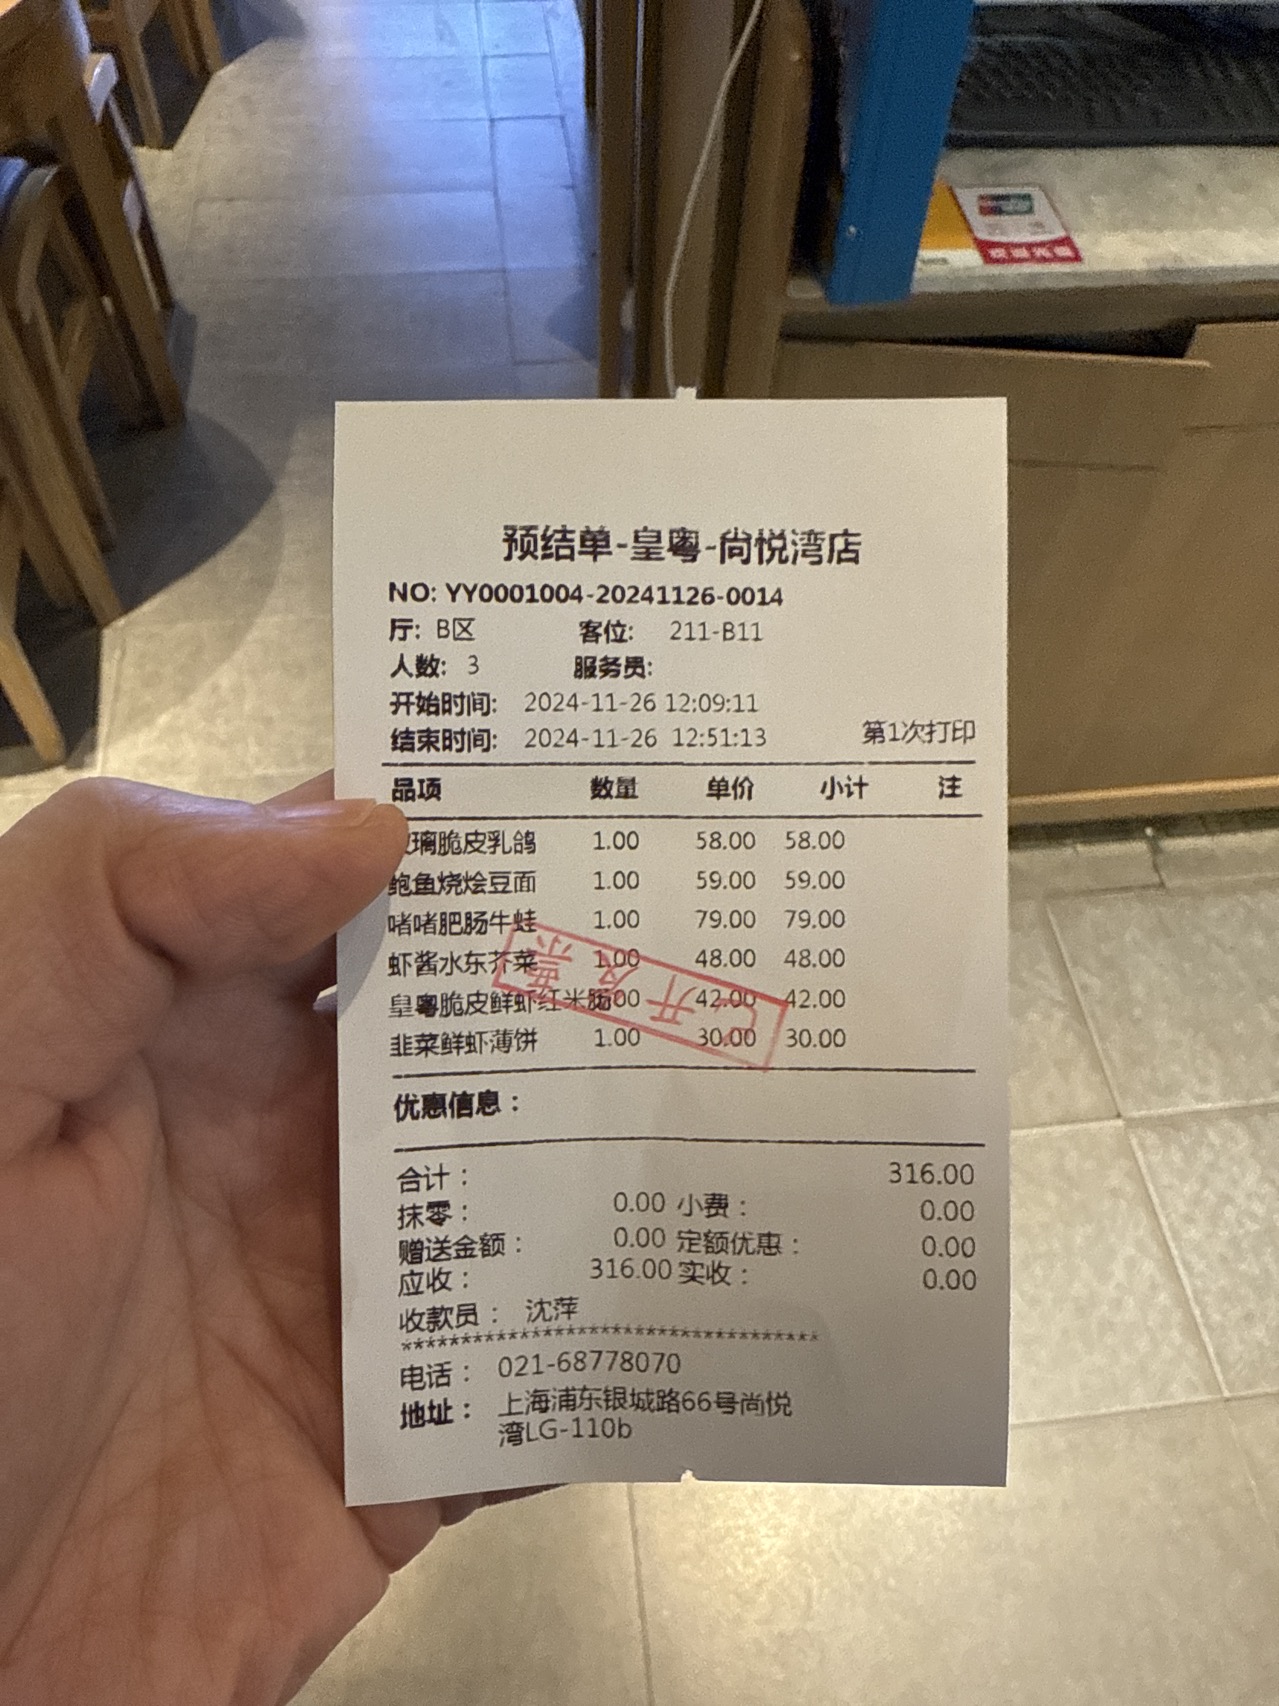 预结单-皇粤-尚悦湾店
NO: YY0001004-20241126-0014
厅: B区 客位: 211-B11
人数: 3 服务员:
开始时间: 2024-11-26 12:09:11
结束时间: 2024-11-26 12:51:13 第1次打印
品项 数量 单价 小计 注
璃脆皮乳鸽 1.00 58.00 58.00
鲍鱼烧烩豆面 1.00 59.00 59.00
啫啫肥肠牛蛙 1.00 79.00 79.00
虾酱水东芥菜 1.00 48.00 48.00
皇粤脆皮鲜虾红米肠 42.00 42.00
韭菜鲜虾薄饼 1.00 30.00 30.00
已开发票
优惠信息：
合计： 316.00
抹零： 0.00 小费： 0.00
赠送金额： 0.00 定额优惠： 0.00
应收： 316.00 实收： 0.00
收款员： 沈萍
***********************************
电话： 021-68778070
地址： 上海浦东银城路66号尚悦
湾LG-110b